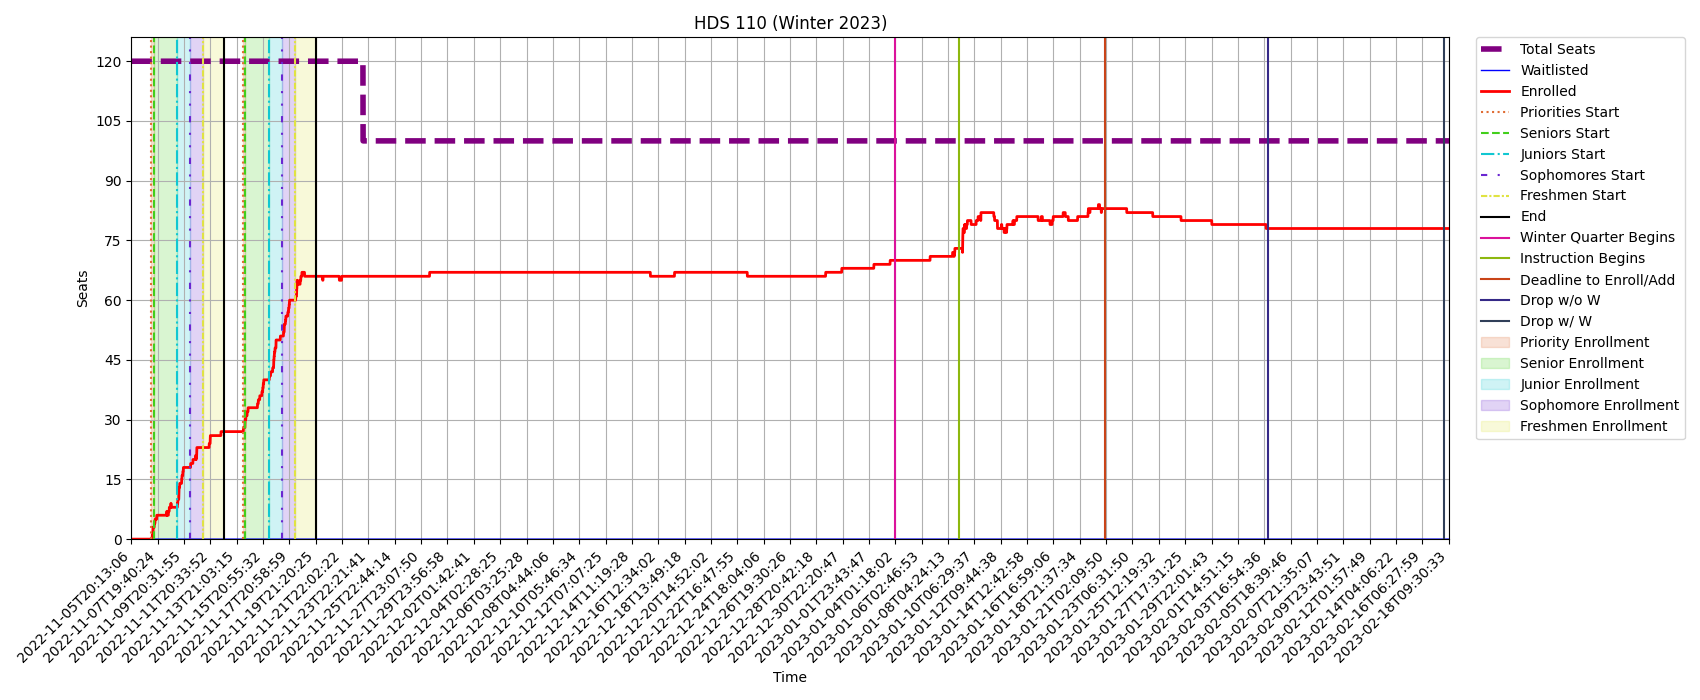 HDS 110 (Winter 2023)
120
105
90
75
60
45
30
15
0
Seats
2022-11-05T20:13:06
2022-11-07T19:40:24
2022-11-09T20:31:55
2022-11-11T20:33:52
2022-11-13T21:03:15
2022-11-15T20:55:32
2022-11-17T20:58:59
2022-11-19T21:20:25
2022-11-21T22:02:22
2022-11-23T22:21:41
2022-11-25T22:44:14
2022-11-27T23:07:50
2022-11-29T23:56:58
2022-12-02T01:42:41
2022-12-04T02:28:25
2022-12-06T03:25:28
2022-12-08T04:44:06
2022-12-10T05:46:34
2022-12-12T07:07:25
2022-12-14T11:19:28
2022-12-16T12:34:02
2022-12-18T13:49:18
2022-12-20T14:52:02
2022-12-22T16:47:55
2022-12-24T18:04:06
2022-12-26T19:30:26
2022-12-28T20:42:18
2022-12-30T22:20:47
2023-01-01T23:43:47
2023-01-04T01:18:02
2023-01-06T02:46:53
2023-01-08T04:24:13
2023-01-10T06:29:37
2023-01-12T09:44:38
2023-01-14T12:42:58
2023-01-16T16:59:06
2023-01-18T21:37:34
2023-01-21T02:09:50
2023-01-23T06:31:50
2023-01-25T12:19:32
2023-01-27T17:31:25
2023-01-29T22:01:43
2023-02-01T14:51:15
2023-02-03T16:54:36
2023-02-05T18:39:46
2023-02-07T21:35:07
2023-02-09T23:43:51
2023-02-12T01:57:49
2023-02-14T04:06:22
2023-02-16T06:27:59
2023-02-18T09:30:33
Time
Total Seats
Waitlisted
Enrolled
Priorities Start
Seniors Start
Juniors Start
Sophomores Start
Freshmen Start
End
Winter Quarter Begins
Instruction Begins
Deadline to Enroll/Add
Drop w/o W
Drop w/ W
Priority Enrollment
Senior Enrollment
Junior Enrollment
Sophomore Enrollment
Freshmen Enrollment